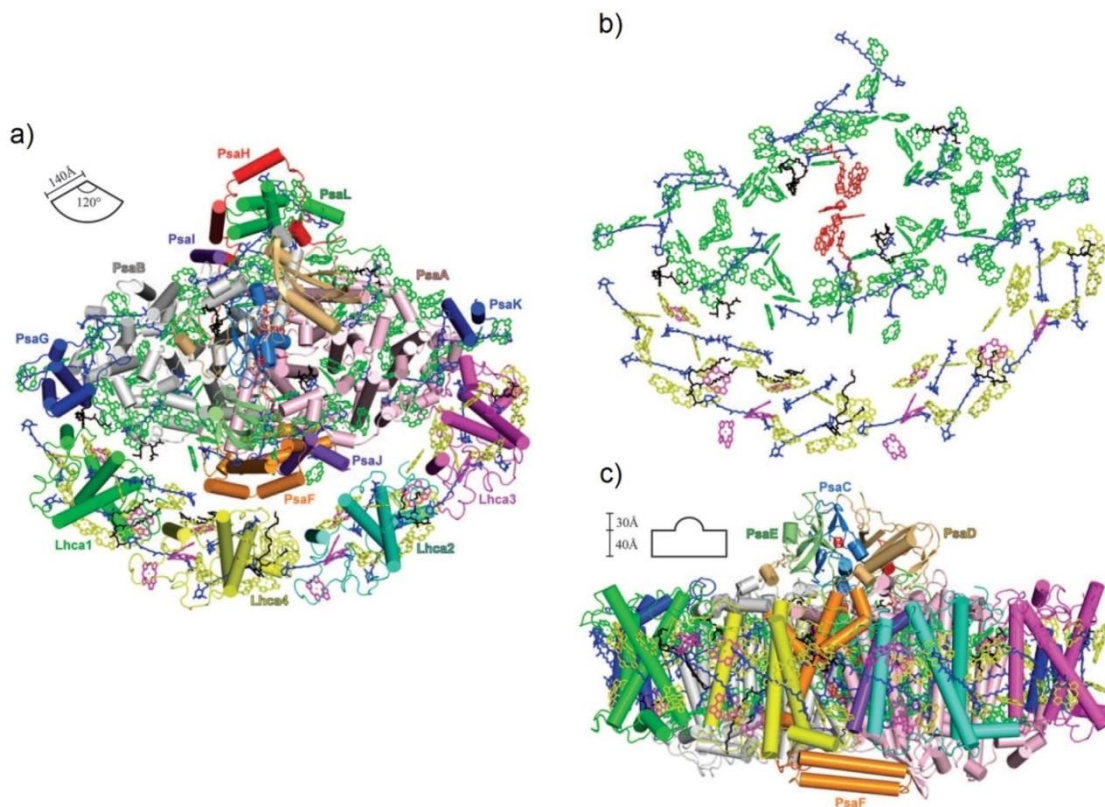 b)
a)
140Å
120°
PsaH
PsaL
PsaI
PsaB
PsaA
PsaK
PsaG
PsaJ
PsaF
Lhca3
Lhca1
Lhca2
Lhca4
c)
30Å
40Å
PsaC
PsaE
PsaD
PsaF